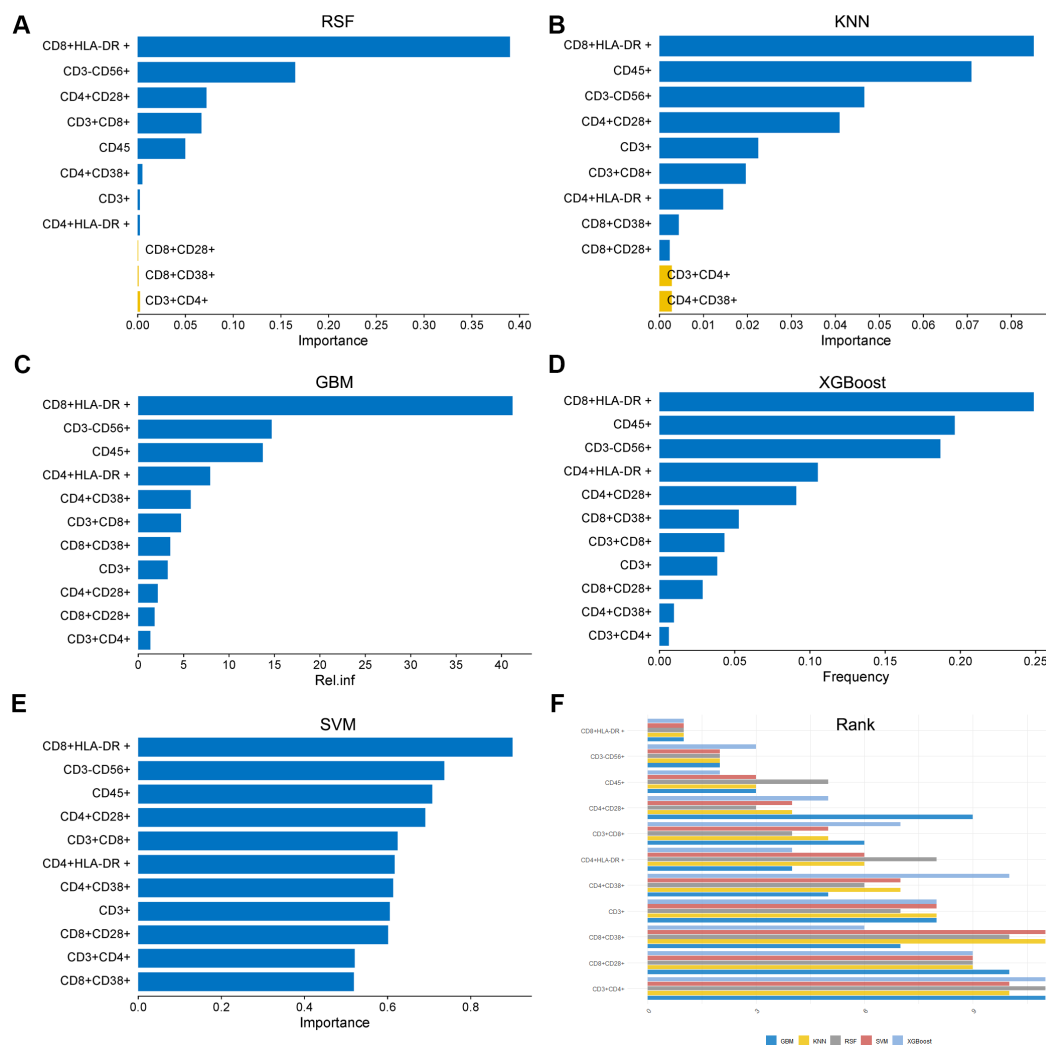 A
RSF
CD8+HLA-DR +
CD3-CD56+
CD4+CD28+
CD3+CD8+
CD45
CD4+CD38+
CD3+
CD4+HLA-DR +
CD8+CD28+
CD8+CD38+
CD3+CD4+
0.00 0.05 0.10 0.15 0.20 0.25 0.30 0.35 0.40
Importance
B
KNN
CD8+HLA-DR +
CD45+
CD3-CD56+
CD4+CD28+
CD3+
CD3+CD8+
CD4+HLA-DR +
CD8+CD38+
CD8+CD28+
CD3+CD4+
CD4+CD38+
0.00 0.01 0.02 0.03 0.04 0.05 0.06 0.07 0.08
Importance
C
GBM
CD8+HLA-DR +
CD3-CD56+
CD45+
CD4+HLA-DR +
CD4+CD38+
CD3+CD8+
CD8+CD38+
CD3+
CD4+CD28+
CD8+CD28+
CD3+CD4+
0 5 10 15 20 25 30 35 40
Rel.inf
D
XGBoost
CD8+HLA-DR +
CD45+
CD3-CD56+
CD4+HLA-DR +
CD4+CD28+
CD8+CD38+
CD3+CD8+
CD3+
CD8+CD28+
CD4+CD38+
CD3+CD4+
0.00 0.05 0.10 0.15 0.20 0.25
Frequency
E
SVM
CD8+HLA-DR +
CD3-CD56+
CD45+
CD4+CD28+
CD3+CD8+
CD4+HLA-DR +
CD4+CD38+
CD3+
CD8+CD28+
CD3+CD4+
CD8+CD38+
0.0 0.2 0.4 0.6 0.8
Importance
F
Rank
CD8+HLA-DR +
CD3-CD56+
CD45+
CD4+CD28+
CD3+CD8+
CD4+HLA-DR +
CD4+CD38+
CD3+
CD8+CD38+
CD8+CD28+
CD3+CD4+
0 3 6 9
GBM KNN RSF SVM XGBoost